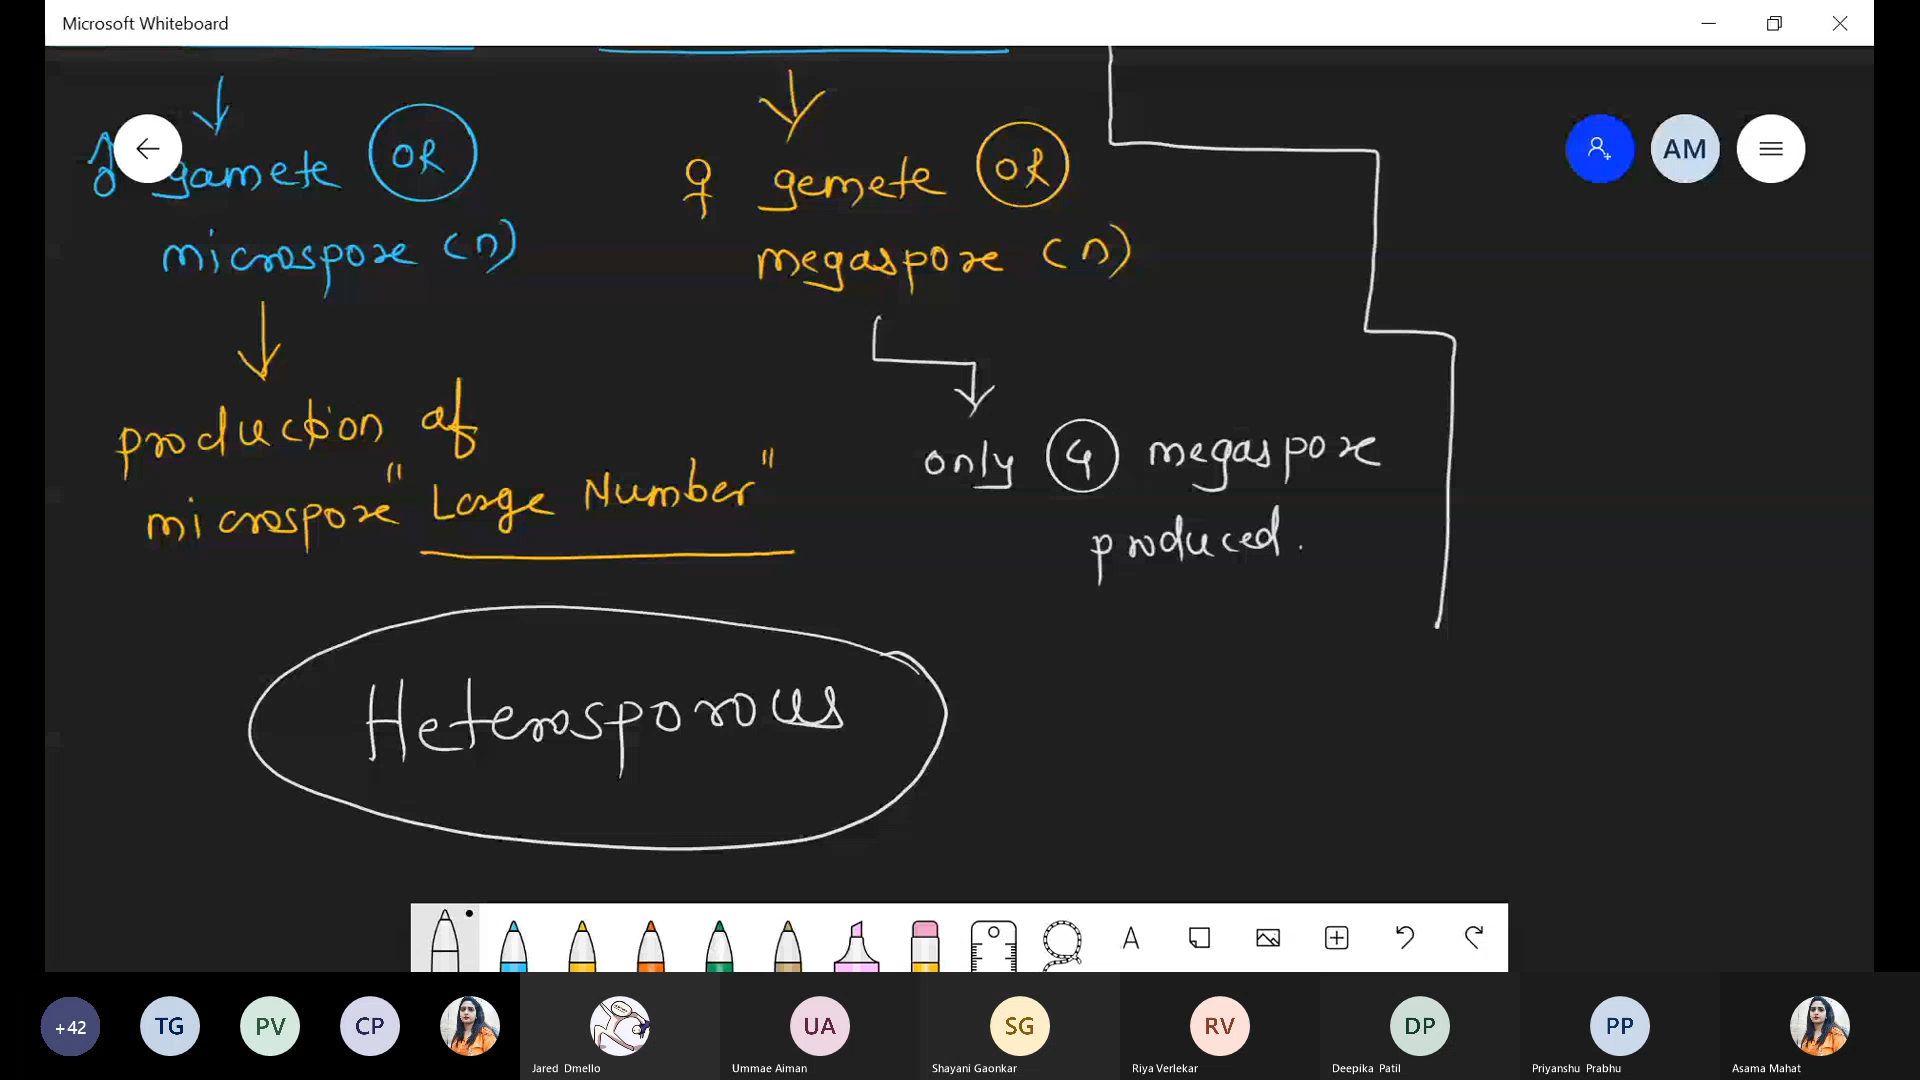 Microsoft Whiteboard
♂ gamete OR
microspore (n)
♀ gemete OR
megaspore (n)
production of
microspore "Large Number"
only 4 megaspore
produced.
Heterosporous
AM
A
+42
TG
PV
CP
UA
SG
RV
DP
PP
Jared Dmello
Ummae Aiman
Shayani Gaonkar
Riya Verlekar
Deepika Patil
Priyanshu Prabhu
Asama Mahat